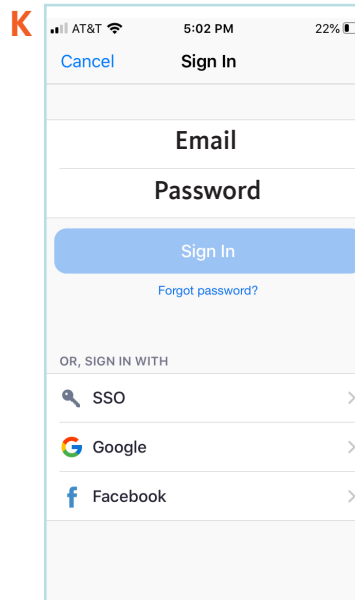 K
AT&T 5:02 PM 22%
Cancel Sign In
Email
Password
Sign In
Forgot password?
OR, SIGN IN WITH
SSO
Google
Facebook